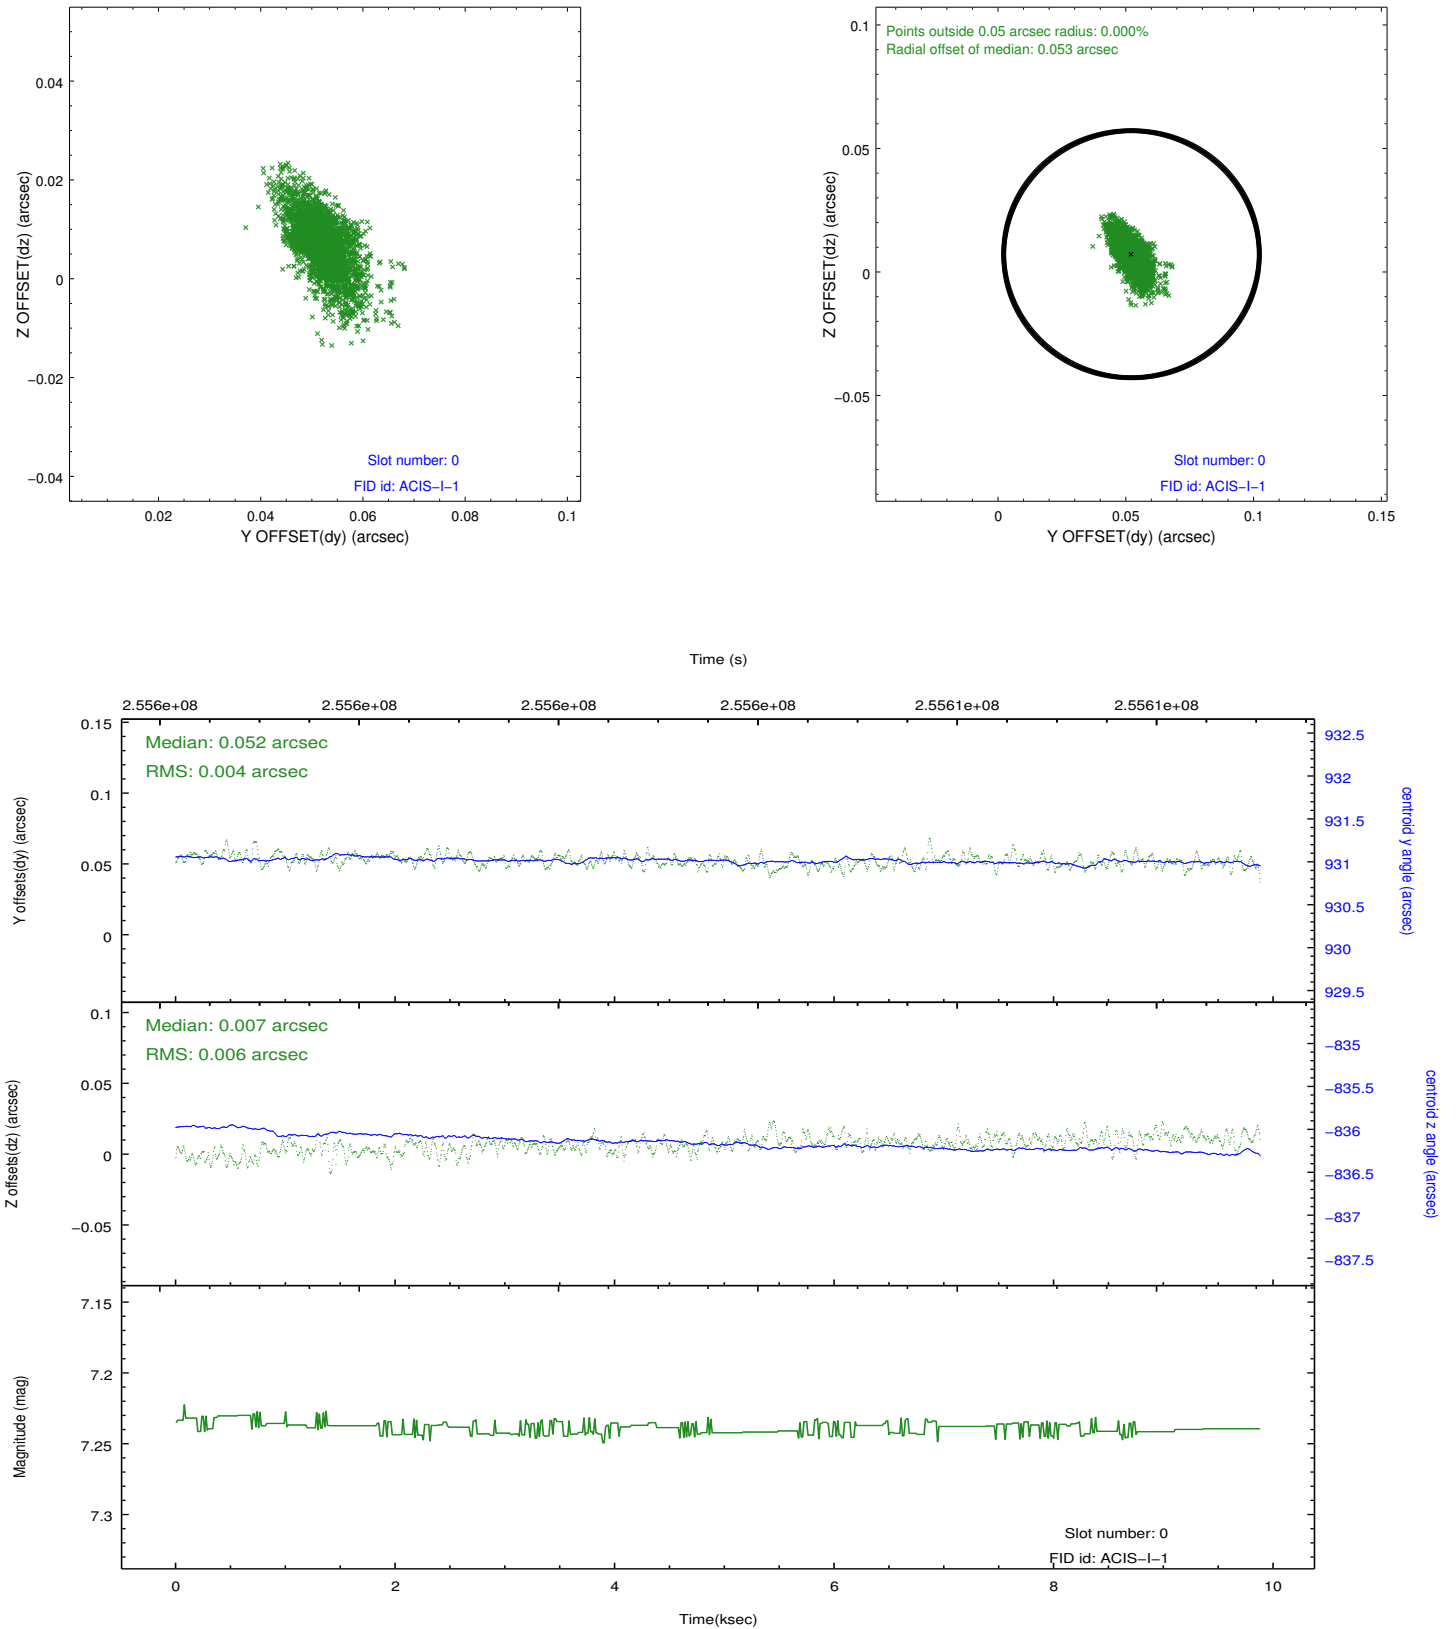 0.04
0.02
0
−0.02
−0.04
Z OFFSET(dz) (arcsec)
Slot number: 0
FID id: ACIS−I−1
0.02 0.04 0.06 0.08 0.1
Y OFFSET(dy) (arcsec)
Points outside 0.05 arcsec radius: 0.000%
Radial offset of median: 0.053 arcsec
0.1
0.05
0
−0.05
Z OFFSET(dz) (arcsec)
Slot number: 0
FID id: ACIS−I−1
0 0.05 0.1 0.15
Y OFFSET(dy) (arcsec)
Time (s)
2.556e+08 2.556e+08 2.556e+08 2.556e+08 2.5561e+08 2.5561e+08
Median: 0.052 arcsec
RMS: 0.004 arcsec
0.15
0.1
0.05
0
Y offsets(dy) (arcsec)
932.5
932
931.5
931
930.5
930
929.5
centroid y angle (arcsec)
Median: 0.007 arcsec
RMS: 0.006 arcsec
0.1
0.05
0
−0.05
Z offsets(dz) (arcsec)
−835
−835.5
−836
−836.5
−837
−837.5
centroid z angle (arcsec)
7.15
7.2
7.25
7.3
Magnitude (mag)
Slot number: 0
FID id: ACIS−I−1
0 2 4 6 8 10
Time(ksec)